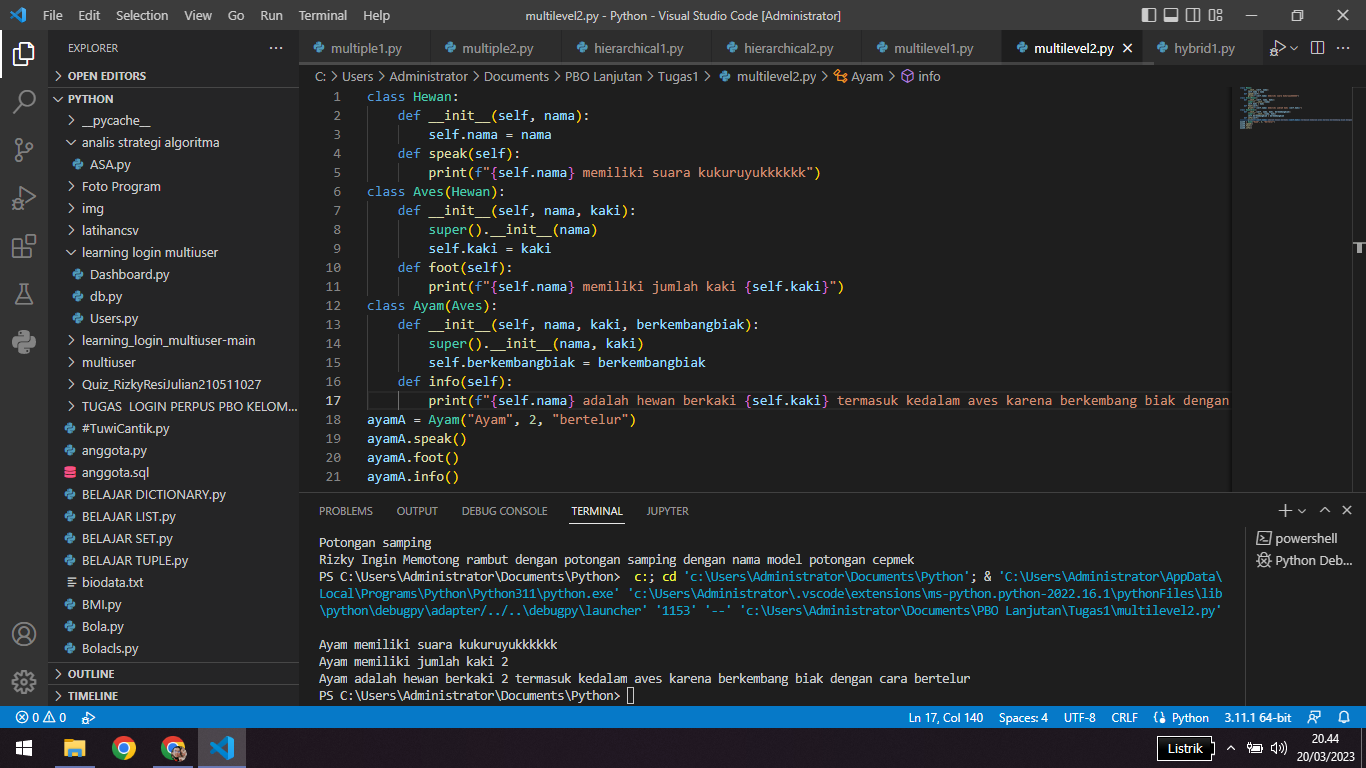 File Edit Selection View Go Run Terminal Help
multilevel2.py - Python - Visual Studio Code [Administrator]
EXPLORER
OPEN EDITORS
PYTHON
__pycache__
analis strategi algoritma
ASA.py
Foto Program
img
latihancsv
learning login multiuser
Dashboard.py
db.py
Users.py
learning_login_multiuser-main
multiuser
Quiz_RizkyResiJulian210511027
TUGAS LOGIN PERPUS PBO KELOM...
#TuwiCantik.py
anggota.py
anggota.sql
BELAJAR DICTIONARY.py
BELAJAR LIST.py
BELAJAR SET.py
BELAJAR TUPLE.py
biodata.txt
BMI.py
Bola.py
Bolacls.py
OUTLINE
TIMELINE
multiple1.py multiple2.py hierarchical1.py hierarchical2.py multilevel1.py multilevel2.py hybrid1.py
C: > Users > Administrator > Documents > PBO Lanjutan > Tugas1 > multilevel2.py > Ayam > info
1 class Hewan:
2 def __init__(self, nama):
3 self.nama = nama
4 def speak(self):
5 print(f"{self.nama} memiliki suara kukuruyukkkkkk")
6 class Aves(Hewan):
7 def __init__(self, nama, kaki):
8 super().__init__(nama)
9 self.kaki = kaki
10 def foot(self):
11 print(f"{self.nama} memiliki jumlah kaki {self.kaki}")
12 class Ayam(Aves):
13 def __init__(self, nama, kaki, berkembangbiak):
14 super().__init__(nama, kaki)
15 self.berkembangbiak = berkembangbiak
16 def info(self):
17 print(f"{self.nama} adalah hewan berkaki {self.kaki} termasuk kedalam aves karena berkembang biak dengan
18 ayamA = Ayam("Ayam", 2, "bertelur")
19 ayamA.speak()
20 ayamA.foot()
21 ayamA.info()
PROBLEMS OUTPUT DEBUG CONSOLE TERMINAL JUPYTER
Potongan samping
Rizky Ingin Memotong rambut dengan potongan samping dengan nama model potongan cepmek
PS C:\Users\Administrator\Documents\Python> c:; cd 'c:\Users\Administrator\Documents\Python'; & 'C:\Users\Administrator\AppData\
Local\Programs\Python\Python311\python.exe' 'c:\Users\Administrator\.vscode\extensions\ms-python.python-2022.16.1\pythonFiles\lib
\python\debugpy\adapter/../..\debugpy\launcher' '1153' '--' 'c:\Users\Administrator\Documents\PBO Lanjutan\Tugas1\multilevel2.py'
Ayam memiliki suara kukuruyukkkkkk
Ayam memiliki jumlah kaki 2
Ayam adalah hewan berkaki 2 termasuk kedalam aves karena berkembang biak dengan cara bertelur
PS C:\Users\Administrator\Documents\Python>
powershell
Python Deb...
0 0
Ln 17, Col 140 Spaces: 4 UTF-8 CRLF Python 3.11.1 64-bit
Listrik
20.44
20/03/2023